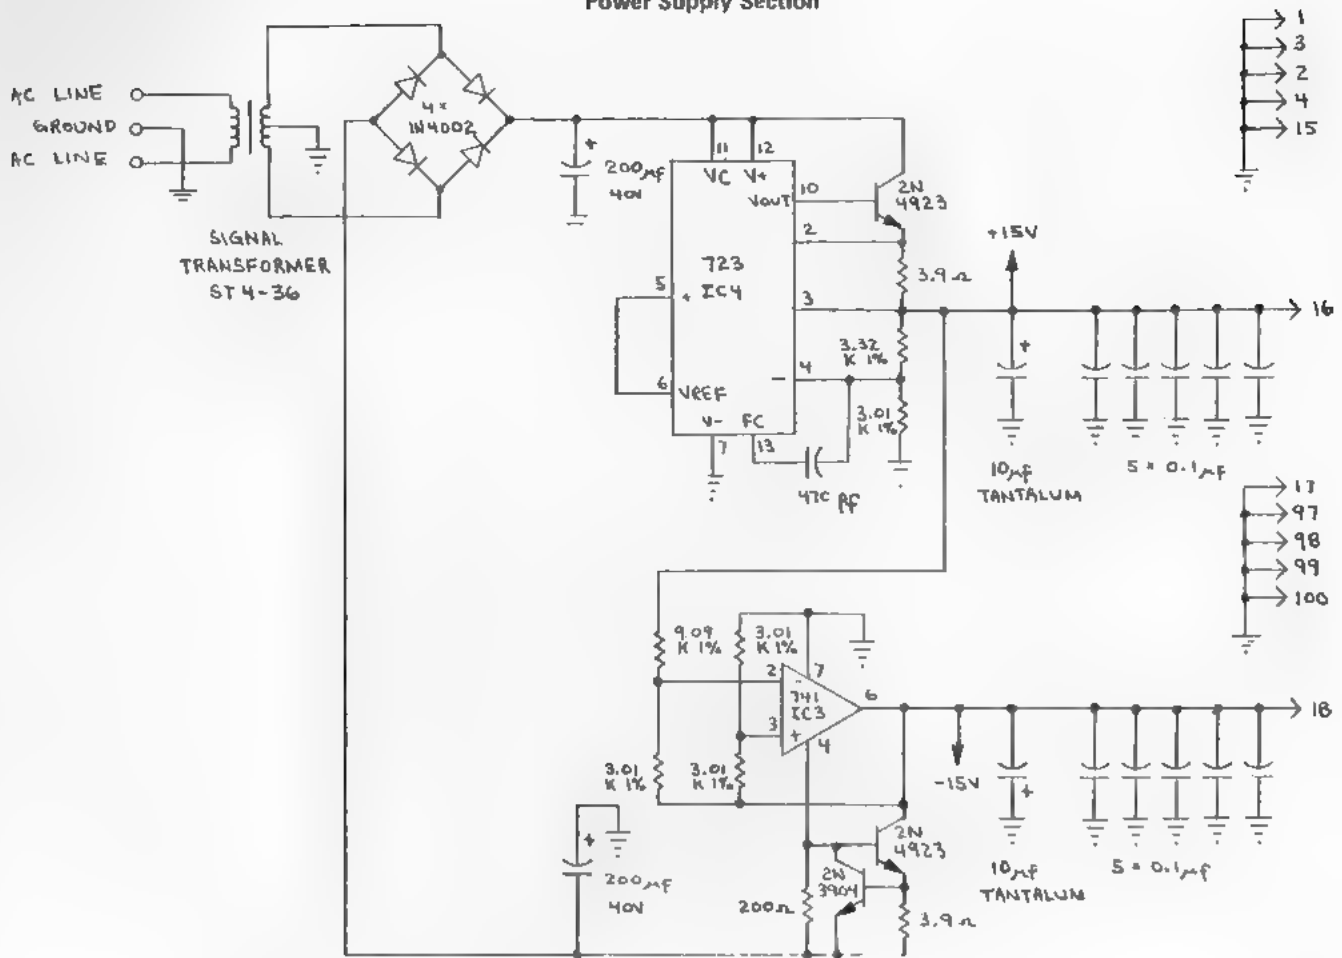 Power Supply Section
AC LINE
GROUND
AC LINE
SIGNAL
TRANSFORMER
ST 4-36
4 x
1N4002
+
200 µf
40V
11
12
VC
V+
VOUT
10
2N
4923
2
723
IC4
3.9 Ω
5
+
3
3.32
K 1%
6
VREF
−
4
3.01
K 1%
V-
FC
7
13
pf
+15V
+
10 µf
TANTALUM
5 x 0.1 µf
16
1
3
2
4
15
17
97
98
99
100
9.09
K 1%
3.01
K 1%
2
-
7
741
IC3
6
3
+
4
3.01
K 1%
3.01
K 1%
-15V
+
10 µf
TANTALUM
5 x 0.1 µf
18
+
200 µf
40V
2N
4923
2N
3904
200 Ω
3.9 Ω